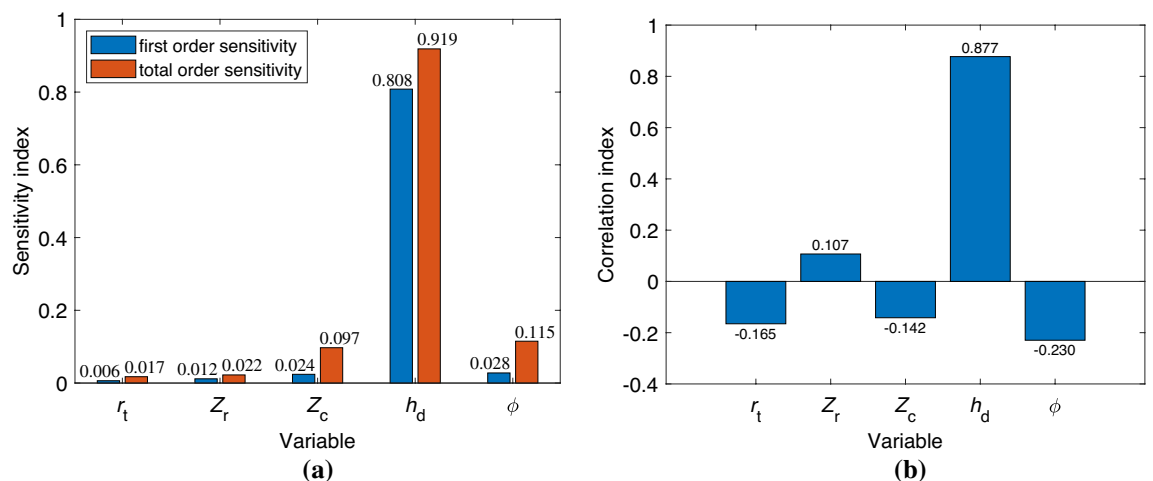 first order sensitivity
total order sensitivity
Sensitivity index
1
0.8
0.6
0.4
0.2
0
0.006
0.017
0.012
0.022
0.024
0.097
0.808
0.919
0.028
0.115
r_t
Z_r
Z_c
h_d
ϕ
Variable
(a)
Correlation index
1
0.8
0.6
0.4
0.2
0
-0.2
-0.4
-0.165
0.107
-0.142
0.877
-0.230
r_t
Z_r
Z_c
h_d
ϕ
Variable
(b)